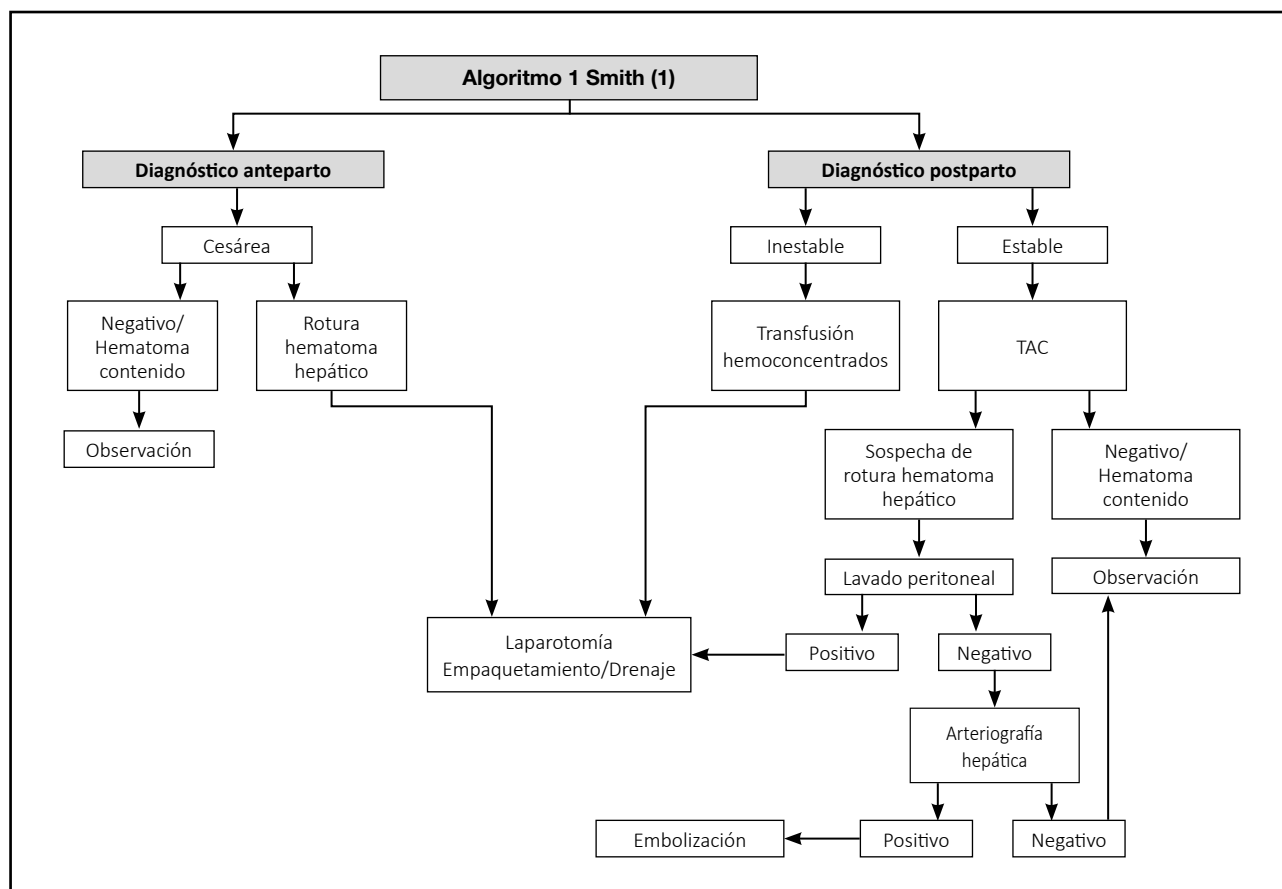 Algoritmo 1 Smith (1)
Diagnóstico anteparto
Diagnóstico postparto
Cesárea
Inestable
Estable
Negativo/
Hematoma
contenido
Rotura
hematoma
hepático
Transfusión
hemoconcentrados
TAC
Observación
Sospecha de
rotura hematoma
hepático
Negativo/
Hematoma
contenido
Lavado peritoneal
Observación
Laparotomía
Empaquetamiento/Drenaje
Positivo
Negativo
Arteriografía
hepática
Embolización
Positivo
Negativo